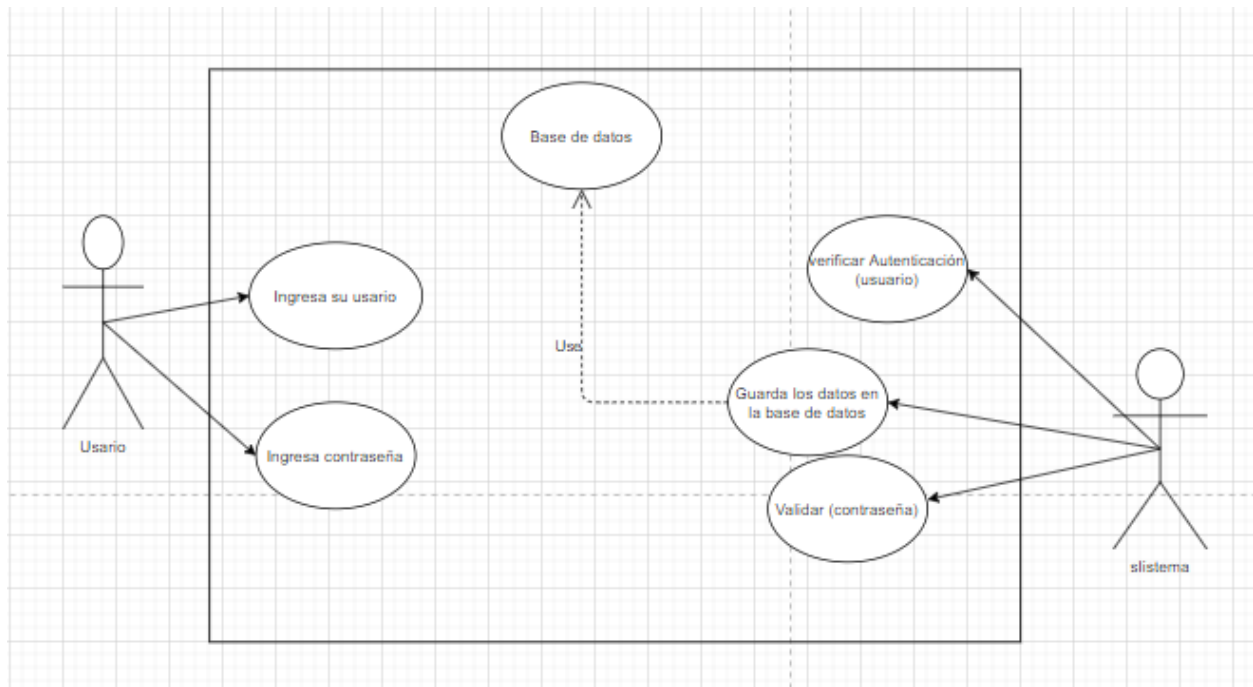 Base de datos
verificar Autenticación
(usuario)
Ingresa su usario
Use
Guarda los datos en
la base de datos
Usario
Ingresa contraseña
Validar (contraseña)
slistema